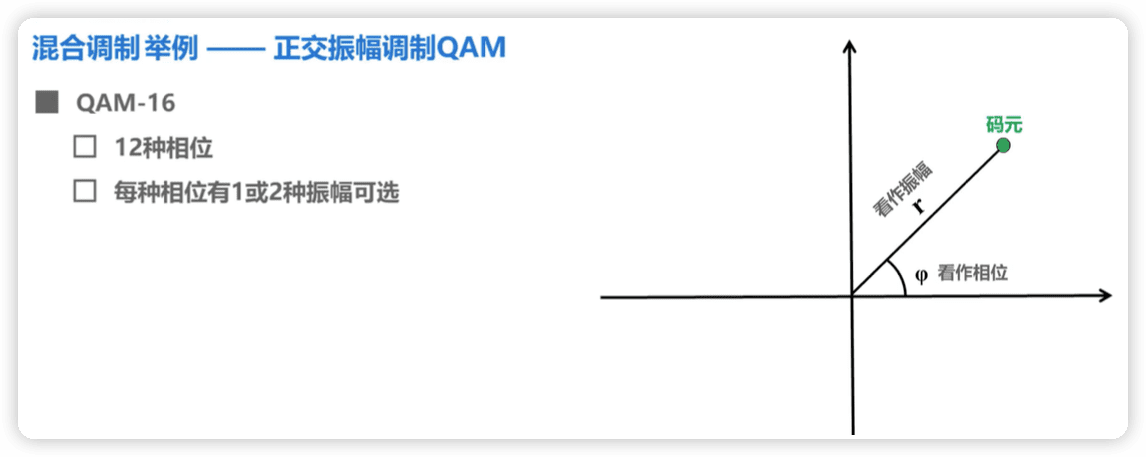 混合调制 举例 —— 正交振幅调制QAM
QAM-16
12种相位
每种相位有1或2种振幅可选
码元
看作振幅
r
φ 看作相位